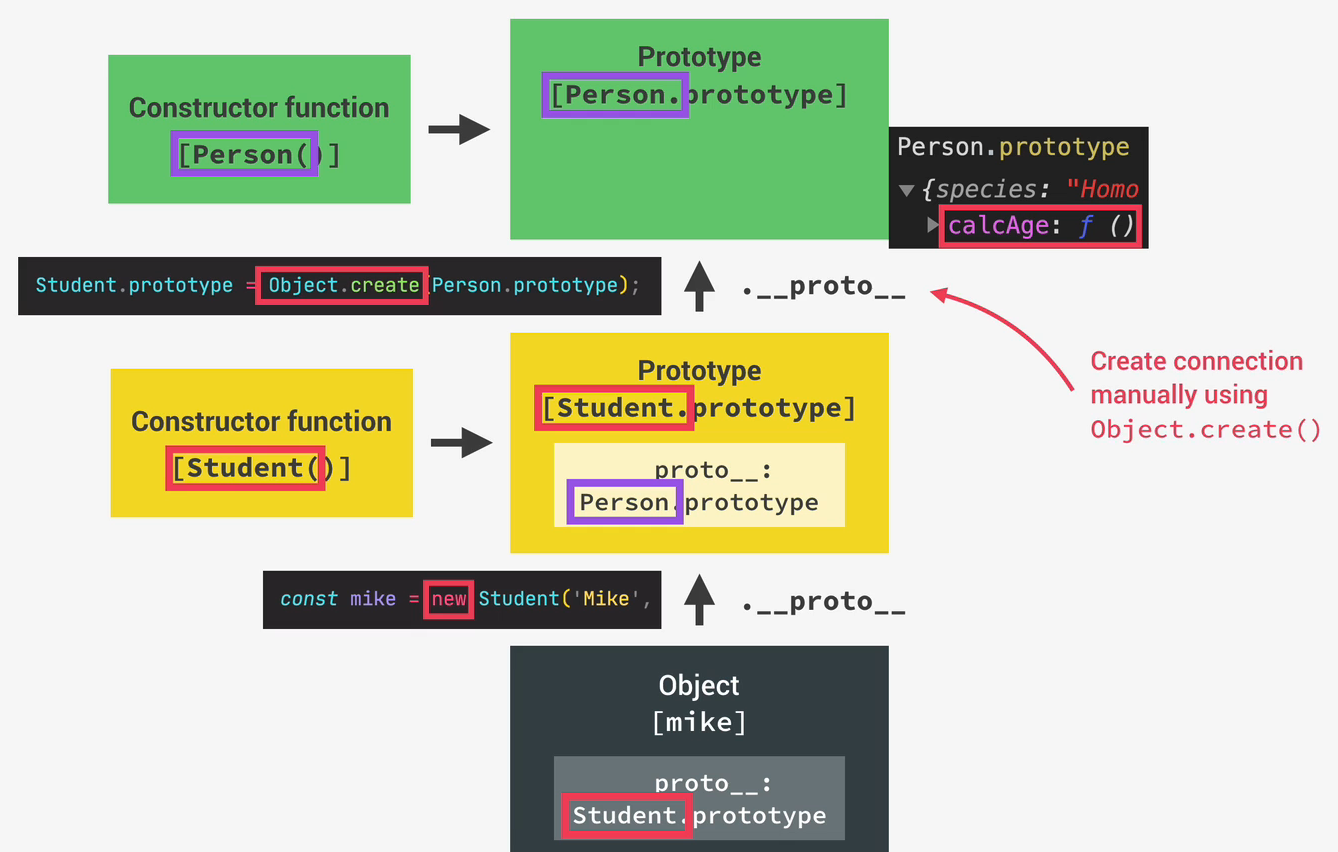 Prototype
[Person.prototype]
Constructor function
[Person()]
Person.prototype
{species: "Homo
calcAge: ƒ ()
Student.prototype = Object.create(Person.prototype);
.__proto__
Create connection
manually using
Object.create()
Prototype
[Student.prototype]
Constructor function
[Student()]
proto__:
Person.prototype
const mike = new Student('Mike',
.__proto__
Object
[mike]
proto__:
Student.prototype